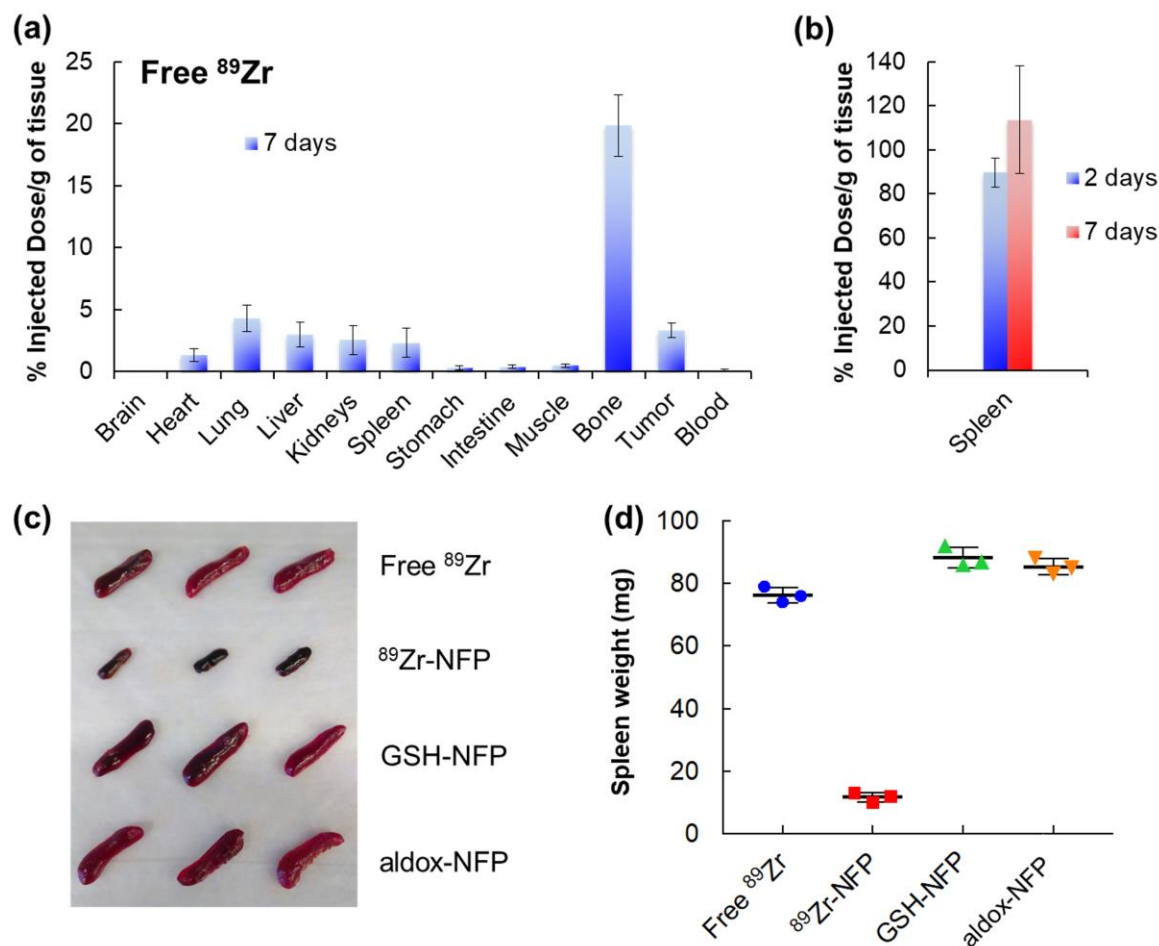 (a)
% Injected Dose/g of tissue
25
20
15
10
5
0
Free ⁸⁹Zr
7 days
Brain
Heart
Lung
Liver
Kidneys
Spleen
Stomach
Intestine
Muscle
Bone
Tumor
Blood
(b)
% Injected Dose/g of tissue
140
120
100
80
60
40
20
0
2 days
7 days
Spleen
(c)
Free ⁸⁹Zr
⁸⁹Zr-NFP
GSH-NFP
aldox-NFP
(d)
Spleen weight (mg)
100
80
60
40
20
0
Free ⁸⁹Zr
⁸⁹Zr-NFP
GSH-NFP
aldox-NFP